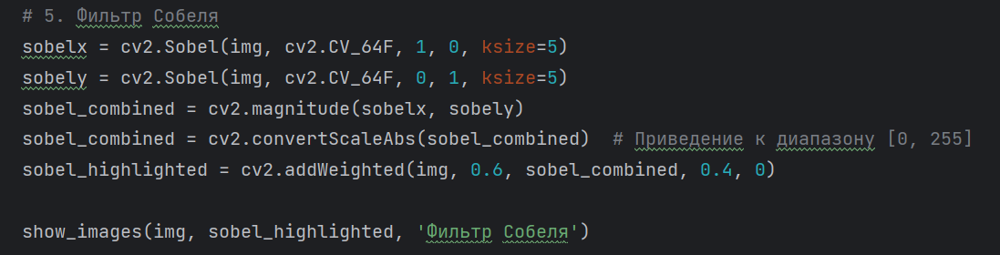 # 5. Фильтр Собеля
sobelx = cv2.Sobel(img, cv2.CV_64F, 1, 0, ksize=5)
sobely = cv2.Sobel(img, cv2.CV_64F, 0, 1, ksize=5)
sobel_combined = cv2.magnitude(sobelx, sobely)
sobel_combined = cv2.convertScaleAbs(sobel_combined)  # Приведение к диапазону [0, 255]
sobel_highlighted = cv2.addWeighted(img, 0.6, sobel_combined, 0.4, 0)
show_images(img, sobel_highlighted, 'Фильтр Собеля')